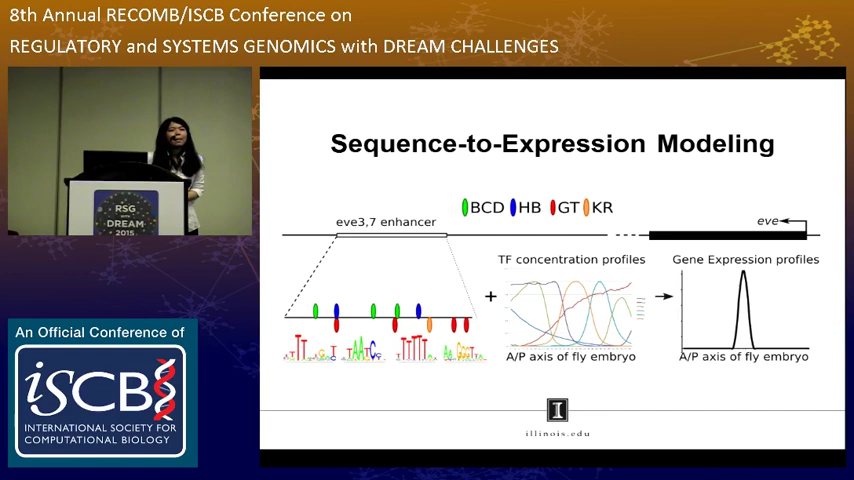 8th Annual RECOMB/ISCB Conference on
REGULATORY and SYSTEMS GENOMICS with DREAM CHALLENGES
RSG
with
DREAM
2015
An Official Conference of
ISCB
INTERNATIONAL SOCIETY FOR
COMPUTATIONAL BIOLOGY
Sequence-to-Expression Modeling
BCD HB GT KR
eve3,7 enhancer
eve
TF concentration profiles
Gene Expression profiles
+
A/P axis of fly embryo
A/P axis of fly embryo
I
illinois.edu